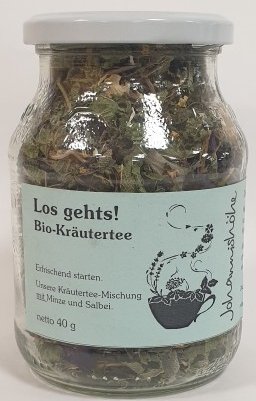 Los gehts!
Bio-Kräutertee
Erfrischend starten.
Unsere Kräutertee-Mischung
mit Minze und Salbei.
netto 40 g
Johannishöhe